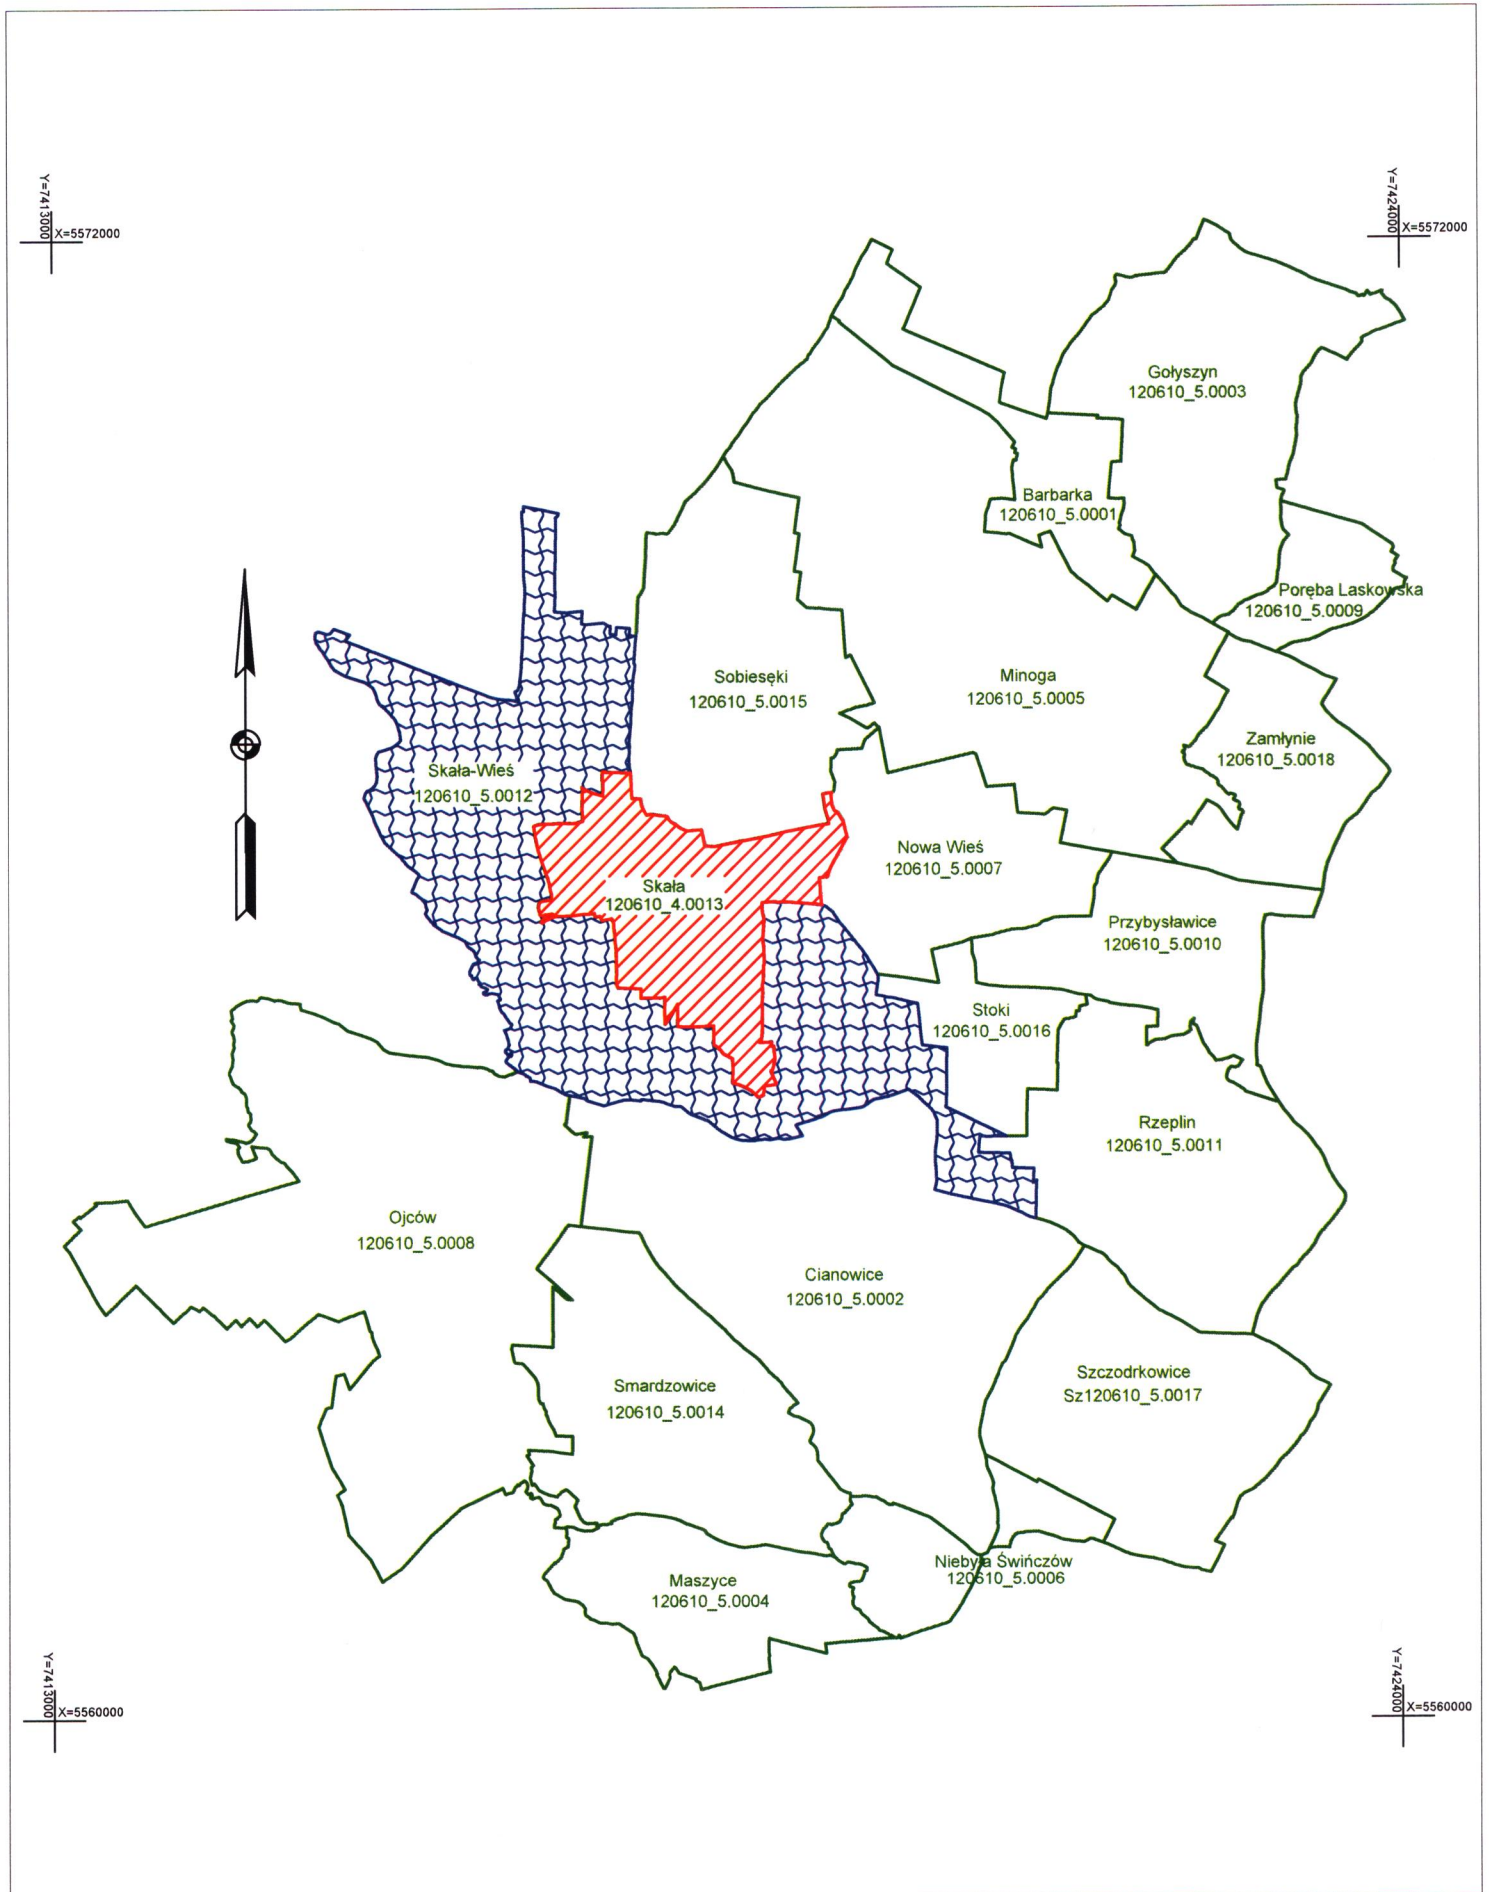 Y=7413000
X=5572000
Y=7424000
X=5572000
Gołyszyn
120610_5.0003
Barbarka
120610_5.0001
Poręba Laskowska
120610_5.0009
Sobiesęki
120610_5.0015
Minoga
120610_5.0005
Zamłynie
120610_5.0018
Skała-Wieś
120610_5.0012
Nowa Wieś
120610_5.0007
Skała
120610_4.0013
Przybysławice
120610_5.0010
Stoki
120610_5.0016
Rzeplin
120610_5.0011
Ojców
120610_5.0008
Cianowice
120610_5.0002
Szczodrkowice
Sz120610_5.0017
Smardzowice
120610_5.0014
Niebyła Świńczów
120610_5.0006
Maszyce
120610_5.0004
Y=7413000
X=5560000
Y=7424000
X=5560000